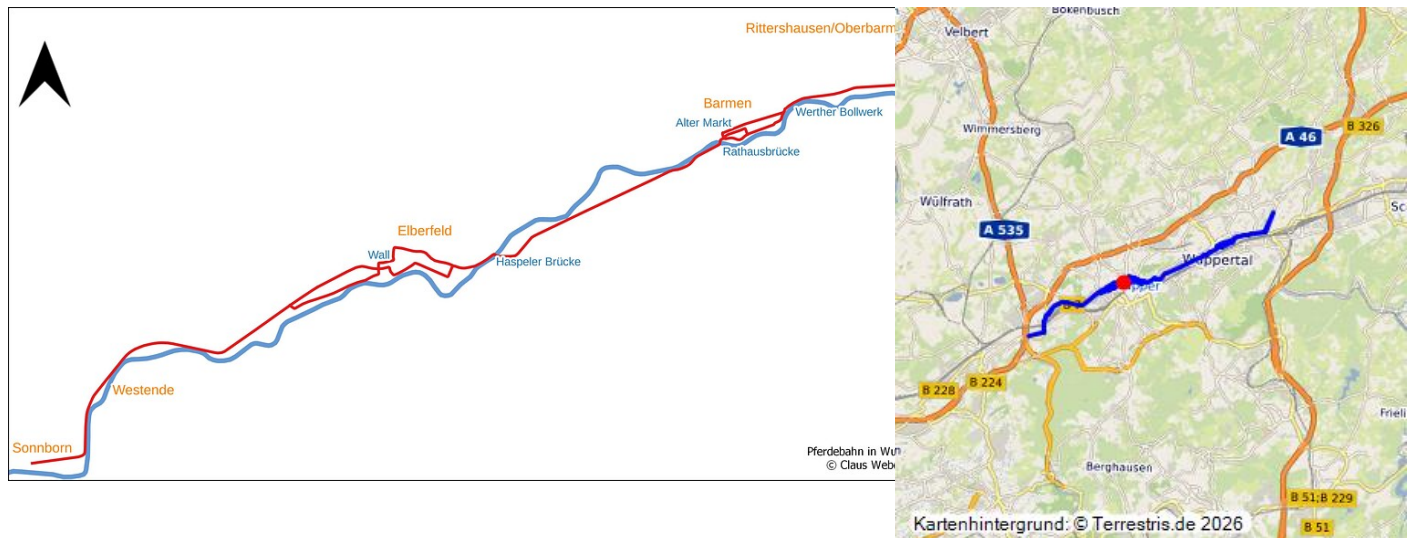 Rittershausen/Oberbarm
Barmen
Alter Markt
Werther Bollwerk
Rathausbrücke
Elberfeld
Wall
Haspeler Brücke
Westende
Sonnborn
Pferdebahn in Wu
© Claus Webe
Bokenbusch
Velbert
Wimmersberg
A 46
B 326
Wülfrath
A 535
Sc
Wuppertal
B 7
B 224
B 228
Frieli
Berghausen
B 51;B 229
B 51
Kartenhintergrund: © Terrestris.de 2026